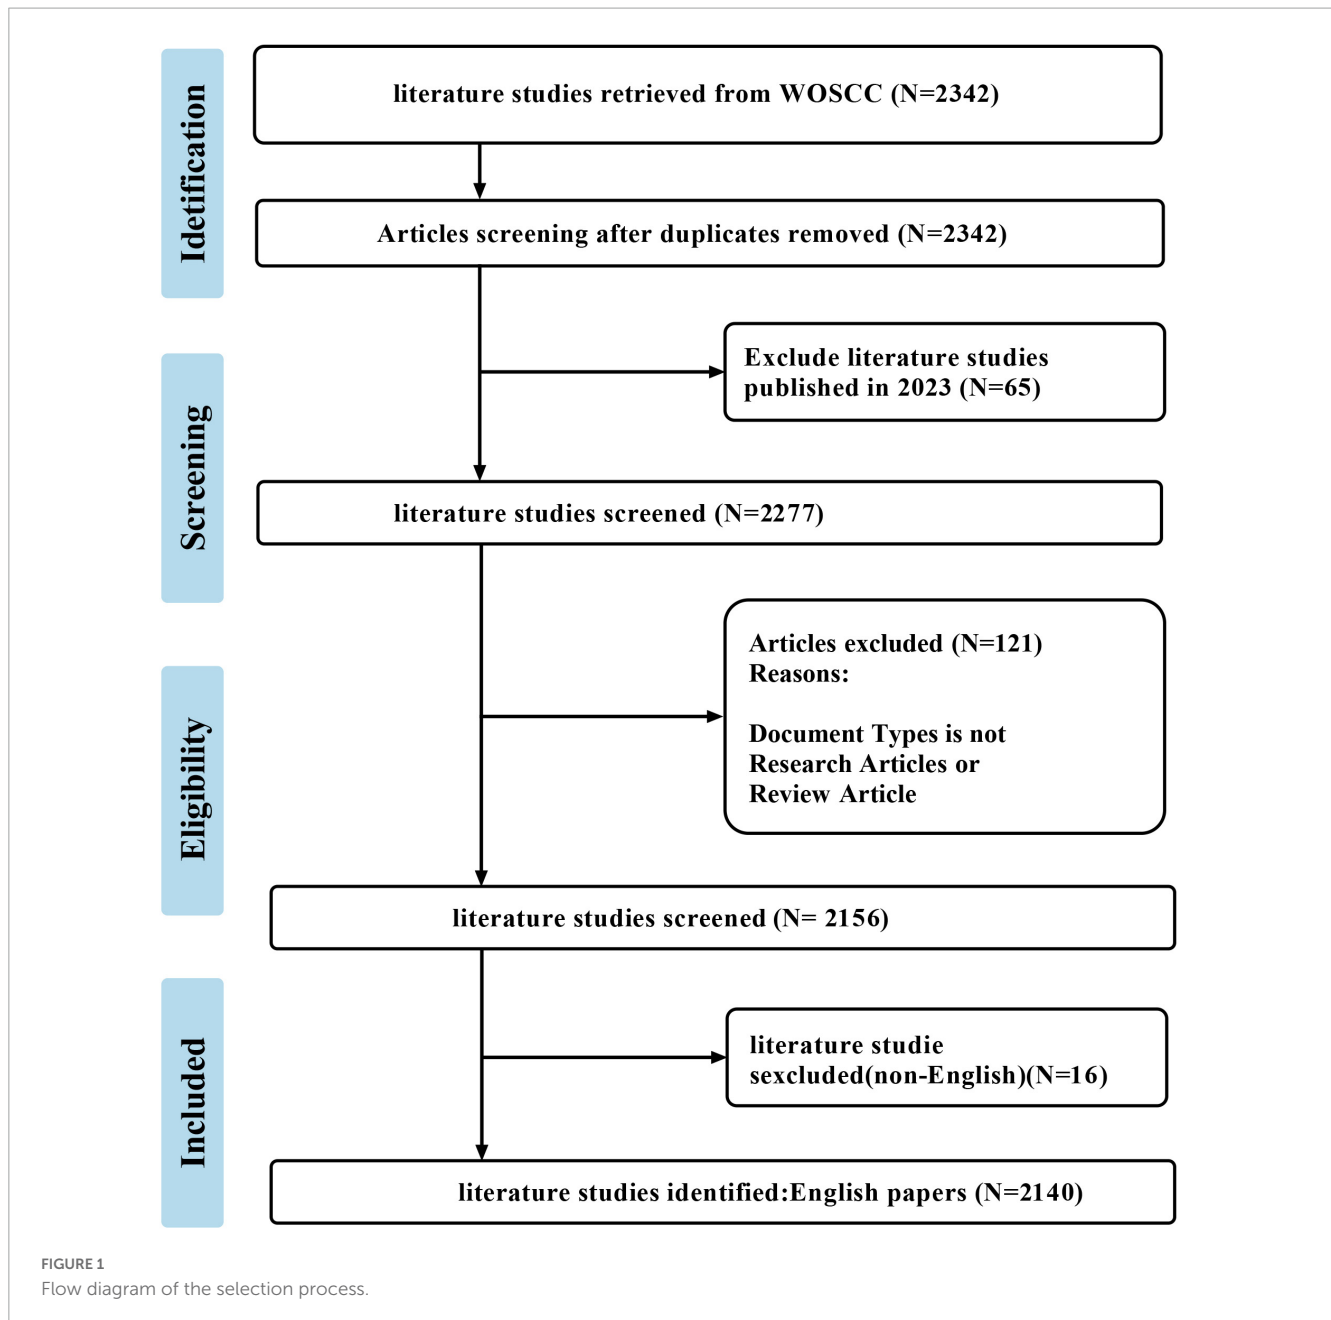 Idetification
literature studies retrieved from WOSCC (N=2342)
Articles screening after duplicates removed (N=2342)
Screening
Exclude literature studies
published in 2023 (N=65)
literature studies screened (N=2277)
Eligibility
Articles excluded (N=121)
Reasons:
Document Types is not
Research Articles or
Review Article
literature studies screened (N= 2156)
Included
literature studie
sexcluded(non-English)(N=16)
literature studies identified:English papers (N=2140)
FIGURE 1
Flow diagram of the selection process.